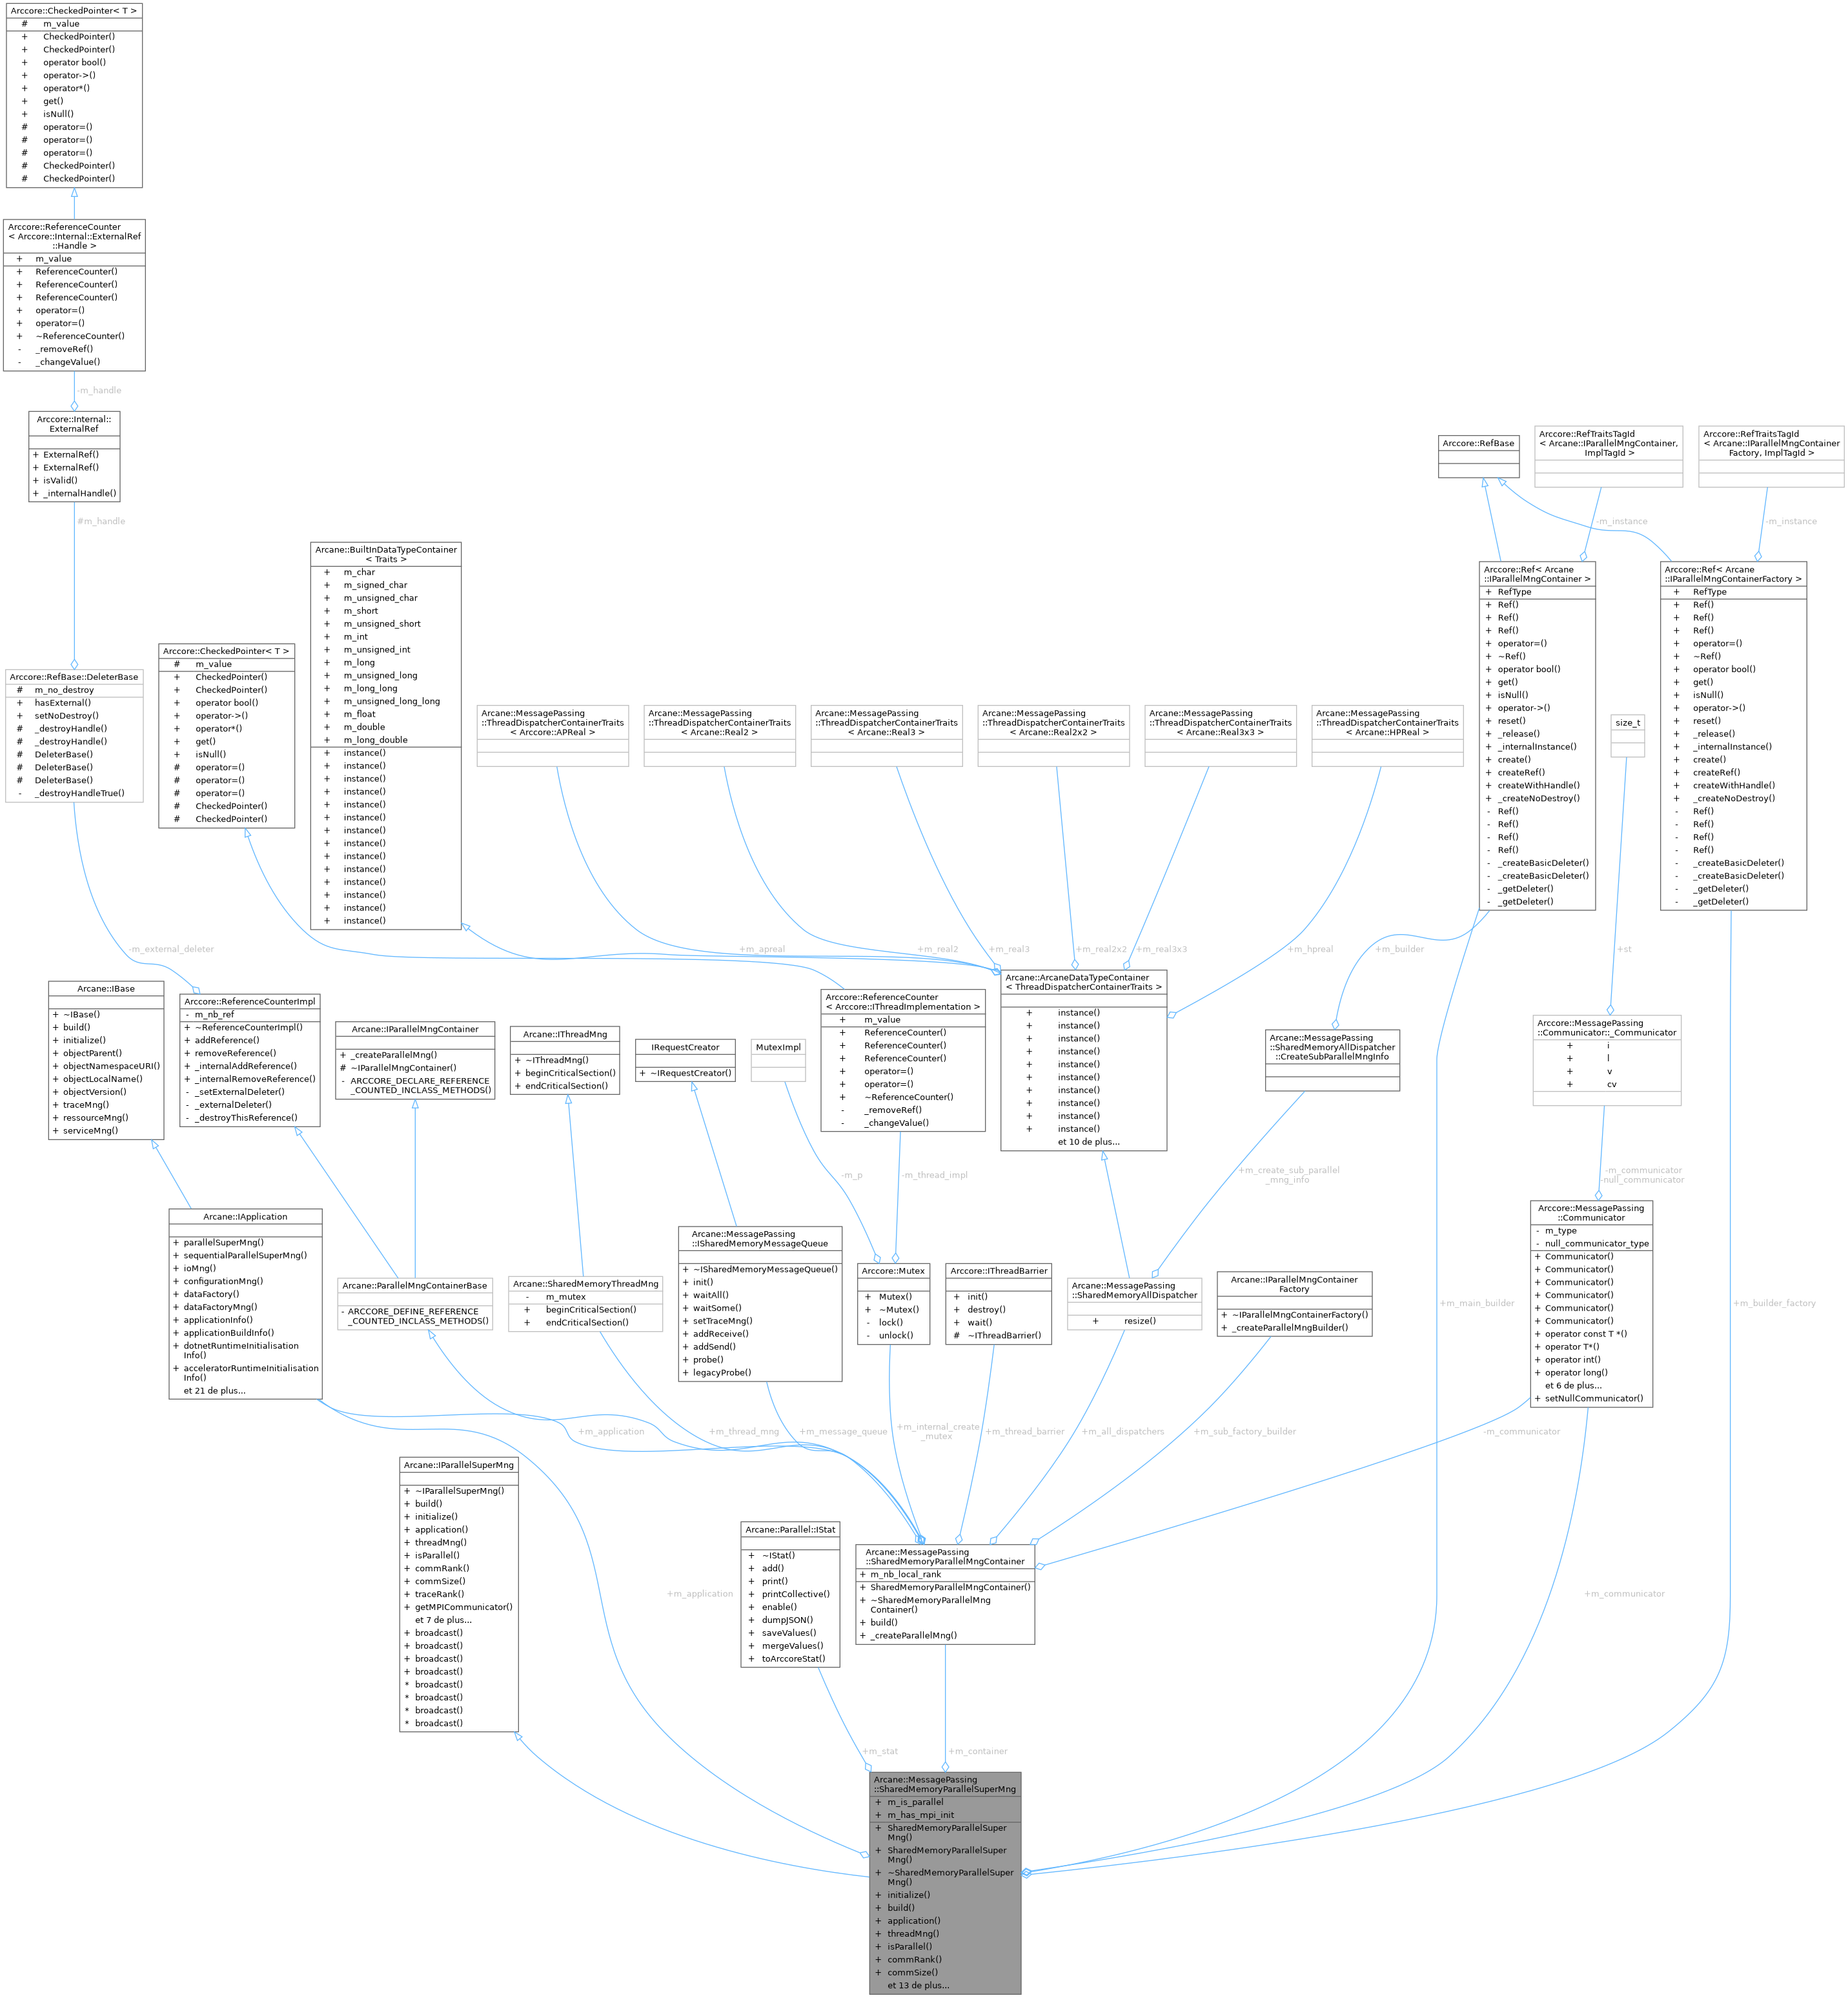 Arccore::CheckedPointer< T >
# m_value
+ CheckedPointer()
+ CheckedPointer()
+ operator bool()
+ operator->()
+ operator*()
+ get()
+ isNull()
# operator=()
# operator=()
# operator=()
# CheckedPointer()
# CheckedPointer()
Arccore::ReferenceCounter
< Arccore::Internal::ExternalRef
::Handle >
+ m_value
+ ReferenceCounter()
+ ReferenceCounter()
+ ReferenceCounter()
+ operator=()
+ operator=()
+ ~ReferenceCounter()
- _removeRef()
- _changeValue()
-m_handle
Arccore::Internal::
ExternalRef
+ ExternalRef()
+ ExternalRef()
+ isValid()
+ _internalHandle()
#m_handle
Arccore::RefBase::DeleterBase
# m_no_destroy
+ hasExternal()
+ setNoDestroy()
# _destroyHandle()
# _destroyHandle()
# DeleterBase()
# DeleterBase()
# DeleterBase()
- _destroyHandleTrue()
Arccore::CheckedPointer< T >
# m_value
+ CheckedPointer()
+ CheckedPointer()
+ operator bool()
+ operator->()
+ operator*()
+ get()
+ isNull()
# operator=()
# operator=()
# operator=()
# CheckedPointer()
# CheckedPointer()
Arcane::BuiltInDataTypeContainer
< Traits >
+ m_char
+ m_signed_char
+ m_unsigned_char
+ m_short
+ m_unsigned_short
+ m_int
+ m_unsigned_int
+ m_long
+ m_unsigned_long
+ m_long_long
+ m_unsigned_long_long
+ m_float
+ m_double
+ m_long_double
+ instance()
+ instance()
+ instance()
+ instance()
+ instance()
+ instance()
+ instance()
+ instance()
+ instance()
+ instance()
+ instance()
+ instance()
+ instance()
+ instance()
Arcane::MessagePassing
::ThreadDispatcherContainerTraits
< Arccore::APReal >
Arcane::MessagePassing
::ThreadDispatcherContainerTraits
< Arcane::Real2 >
Arcane::MessagePassing
::ThreadDispatcherContainerTraits
< Arcane::Real3 >
Arcane::MessagePassing
::ThreadDispatcherContainerTraits
< Arcane::Real2x2 >
Arcane::MessagePassing
::ThreadDispatcherContainerTraits
< Arcane::Real3x3 >
Arcane::MessagePassing
::ThreadDispatcherContainerTraits
< Arcane::HPReal >
Arccore::RefBase
Arccore::RefTraitsTagId
< Arcane::IParallelMngContainer,
ImplTagId >
Arccore::RefTraitsTagId
< Arcane::IParallelMngContainer
Factory, ImplTagId >
-m_instance
-m_instance
Arccore::Ref< Arcane
::IParallelMngContainer >
+ RefType
+ Ref()
+ Ref()
+ Ref()
+ operator=()
+ ~Ref()
+ operator bool()
+ get()
+ isNull()
+ operator->()
+ reset()
+ _release()
+ _internalInstance()
+ create()
+ createRef()
+ createWithHandle()
+ _createNoDestroy()
- Ref()
- Ref()
- Ref()
- Ref()
- _createBasicDeleter()
- _createBasicDeleter()
- _getDeleter()
- _getDeleter()
size_t
Arccore::Ref< Arcane
::IParallelMngContainerFactory >
+ RefType
+ Ref()
+ Ref()
+ Ref()
+ operator=()
+ ~Ref()
+ operator bool()
+ get()
+ isNull()
+ operator->()
+ reset()
+ _release()
+ _internalInstance()
+ create()
+ createRef()
+ createWithHandle()
+ _createNoDestroy()
- Ref()
- Ref()
- Ref()
- Ref()
- _createBasicDeleter()
- _createBasicDeleter()
- _getDeleter()
- _getDeleter()
-m_external_deleter
+m_apreal
+m_real2
+m_real3
+m_real2x2
+m_real3x3
+m_hpreal
+m_builder
+st
Arcane::IBase
+ ~IBase()
+ build()
+ initialize()
+ objectParent()
+ objectNamespaceURI()
+ objectLocalName()
+ objectVersion()
+ traceMng()
+ ressourceMng()
+ serviceMng()
Arccore::ReferenceCounterImpl
- m_nb_ref
+ ~ReferenceCounterImpl()
+ addReference()
+ removeReference()
+ _internalAddReference()
+ _internalRemoveReference()
- _setExternalDeleter()
- _externalDeleter()
- _destroyThisReference()
Arcane::IParallelMngContainer
+ _createParallelMng()
# ~IParallelMngContainer()
- ARCCORE_DECLARE_REFERENCE
_COUNTED_INCLASS_METHODS()
Arcane::IThreadMng
+ ~IThreadMng()
+ beginCriticalSection()
+ endCriticalSection()
IRequestCreator
+ ~IRequestCreator()
MutexImpl
Arccore::ReferenceCounter
< Arccore::IThreadImplementation >
+ m_value
+ ReferenceCounter()
+ ReferenceCounter()
+ ReferenceCounter()
+ operator=()
+ operator=()
+ ~ReferenceCounter()
- _removeRef()
- _changeValue()
Arcane::ArcaneDataTypeContainer
< ThreadDispatcherContainerTraits >
+ instance()
+ instance()
+ instance()
+ instance()
+ instance()
+ instance()
+ instance()
+ instance()
+ instance()
+ instance()
et 10 de plus...
Arcane::MessagePassing
::SharedMemoryAllDispatcher
::CreateSubParallelMngInfo
Arccore::MessagePassing
::Communicator::_Communicator
+ i
+ l
+ v
+ cv
-m_p
-m_thread_impl
+m_create_sub_parallel
_mng_info
-m_communicator
-null_communicator
Arcane::IApplication
+ parallelSuperMng()
+ sequentialParallelSuperMng()
+ ioMng()
+ configurationMng()
+ dataFactory()
+ dataFactoryMng()
+ applicationInfo()
+ applicationBuildInfo()
+ dotnetRuntimeInitialisation
Info()
+ acceleratorRuntimeInitialisation
Info()
et 21 de plus...
Arcane::ParallelMngContainerBase
- ARCCORE_DEFINE_REFERENCE
_COUNTED_INCLASS_METHODS()
Arcane::SharedMemoryThreadMng
- m_mutex
+ beginCriticalSection()
+ endCriticalSection()
Arcane::MessagePassing
::ISharedMemoryMessageQueue
+ ~ISharedMemoryMessageQueue()
+ init()
+ waitAll()
+ waitSome()
+ setTraceMng()
+ addReceive()
+ addSend()
+ probe()
+ legacyProbe()
Arccore::Mutex
+ Mutex()
+ ~Mutex()
- lock()
- unlock()
Arccore::IThreadBarrier
+ init()
+ destroy()
+ wait()
# ~IThreadBarrier()
Arcane::MessagePassing
::SharedMemoryAllDispatcher
+ resize()
Arcane::IParallelMngContainer
Factory
+ ~IParallelMngContainerFactory()
+ _createParallelMngBuilder()
Arccore::MessagePassing
::Communicator
- m_type
- null_communicator_type
+ Communicator()
+ Communicator()
+ Communicator()
+ Communicator()
+ Communicator()
+ Communicator()
+ operator const T *()
+ operator T*()
+ operator int()
+ operator long()
et 6 de plus...
+ setNullCommunicator()
+m_main_builder
+m_builder_factory
+m_application
+m_thread_mng
+m_message_queue
+m_internal_create
_mutex
+m_thread_barrier
+m_all_dispatchers
+m_sub_factory_builder
-m_communicator
Arcane::IParallelSuperMng
+ ~IParallelSuperMng()
+ build()
+ initialize()
+ application()
+ threadMng()
+ isParallel()
+ commRank()
+ commSize()
+ traceRank()
+ getMPICommunicator()
et 7 de plus...
+ broadcast()
+ broadcast()
+ broadcast()
+ broadcast()
* broadcast()
* broadcast()
* broadcast()
* broadcast()
+m_application
Arcane::Parallel::IStat
+ ~IStat()
+ add()
+ print()
+ printCollective()
+ enable()
+ dumpJSON()
+ saveValues()
+ mergeValues()
+ toArccoreStat()
Arcane::MessagePassing
::SharedMemoryParallelMngContainer
+ m_nb_local_rank
+ SharedMemoryParallelMngContainer()
+ ~SharedMemoryParallelMng
Container()
+ build()
+ _createParallelMng()
+m_communicator
+m_stat
+m_container
Arcane::MessagePassing
::SharedMemoryParallelSuperMng
+ m_is_parallel
+ m_has_mpi_init
+ SharedMemoryParallelSuper
Mng()
+ SharedMemoryParallelSuper
Mng()
+ ~SharedMemoryParallelSuper
Mng()
+ initialize()
+ build()
+ application()
+ threadMng()
+ isParallel()
+ commRank()
+ commSize()
et 13 de plus...